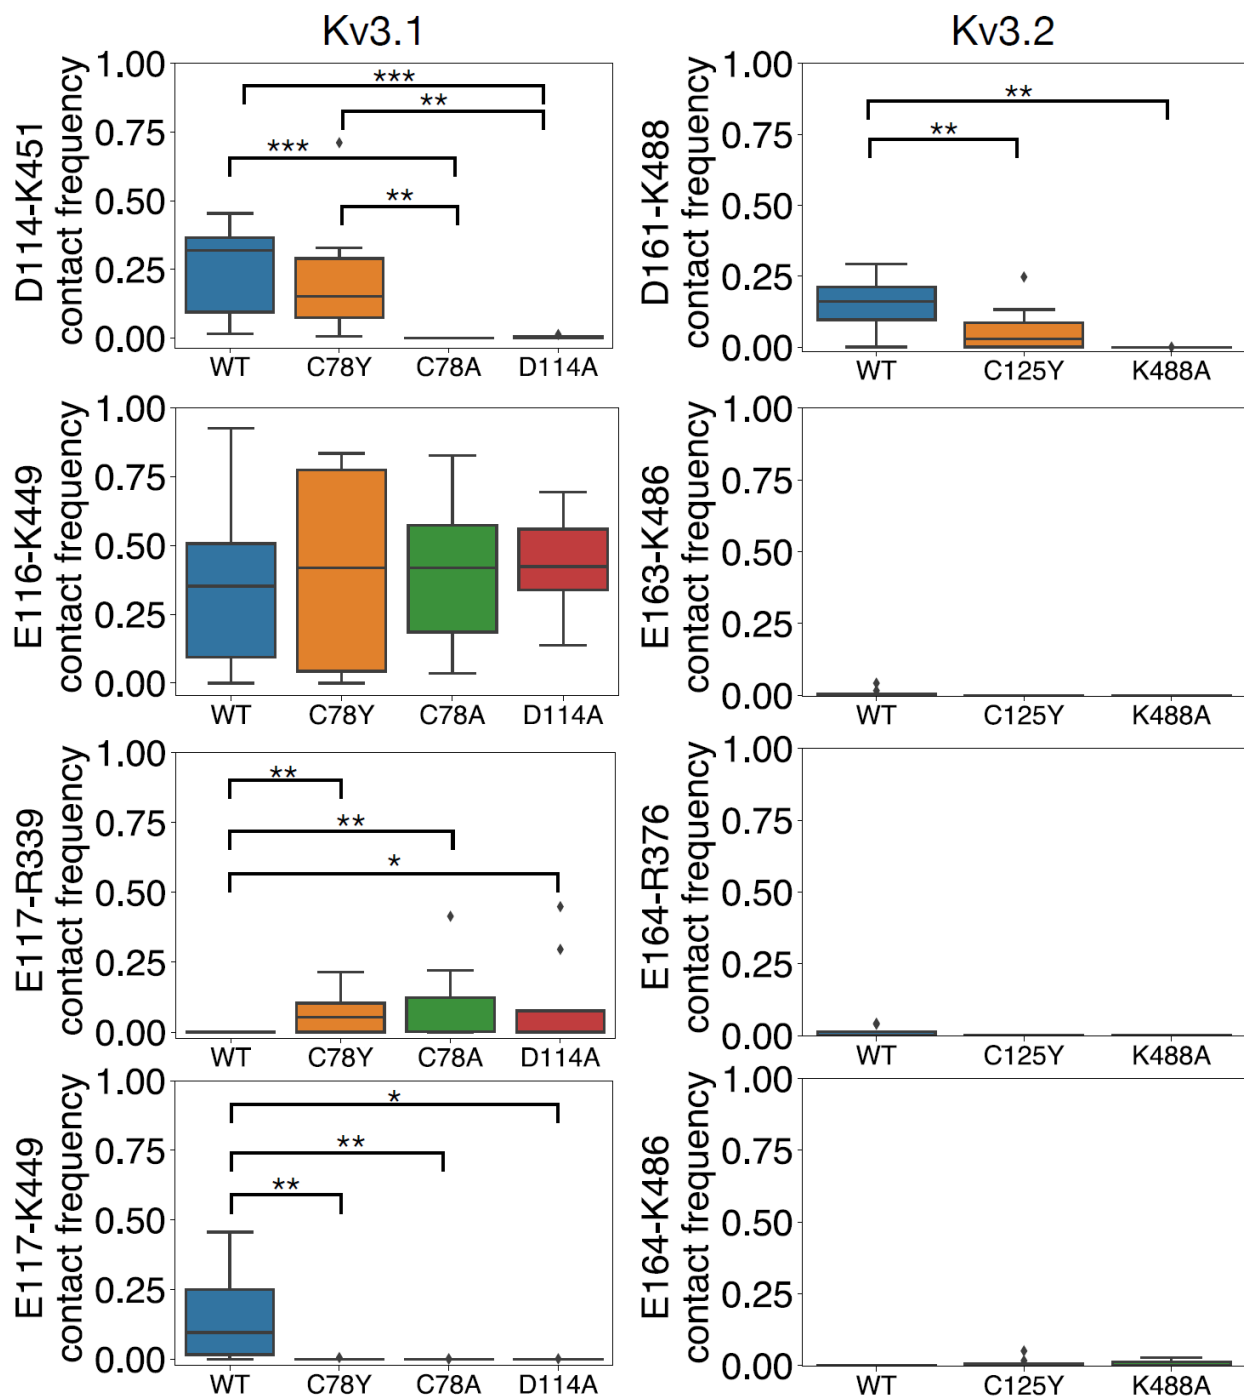 Kv3.1
D114-K451
contact frequency
1.00
0.75
0.50
0.25
0.00
***
**
***
**
WT C78Y C78A D114A
Kv3.2
D161-K488
contact frequency
1.00
0.75
0.50
0.25
0.00
**
**
WT C125Y K488A
E116-K449
contact frequency
1.00
0.75
0.50
0.25
0.00
WT C78Y C78A D114A
E163-K486
contact frequency
1.00
0.75
0.50
0.25
0.00
WT C125Y K488A
E117-R339
contact frequency
1.00
0.75
0.50
0.25
0.00
**
**
*
WT C78Y C78A D114A
E164-R376
contact frequency
1.00
0.75
0.50
0.25
0.00
WT C125Y K488A
E117-K449
contact frequency
1.00
0.75
0.50
0.25
0.00
*
**
**
WT C78Y C78A D114A
E164-K486
contact frequency
1.00
0.75
0.50
0.25
0.00
WT C125Y K488A